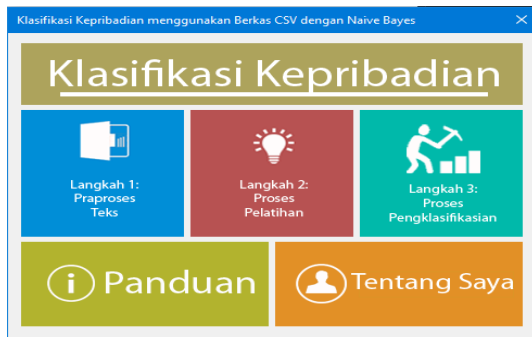 Klasifikasi Kepribadian menggunakan Berkas CSV dengan Naive Bayes
Klasifikasi Kepribadian
Langkah 1:
Praproses
Teks
Langkah 2:
Proses
Pelatihan
Langkah 3:
Proses
Pengklasifikasian
Panduan
Tentang Saya